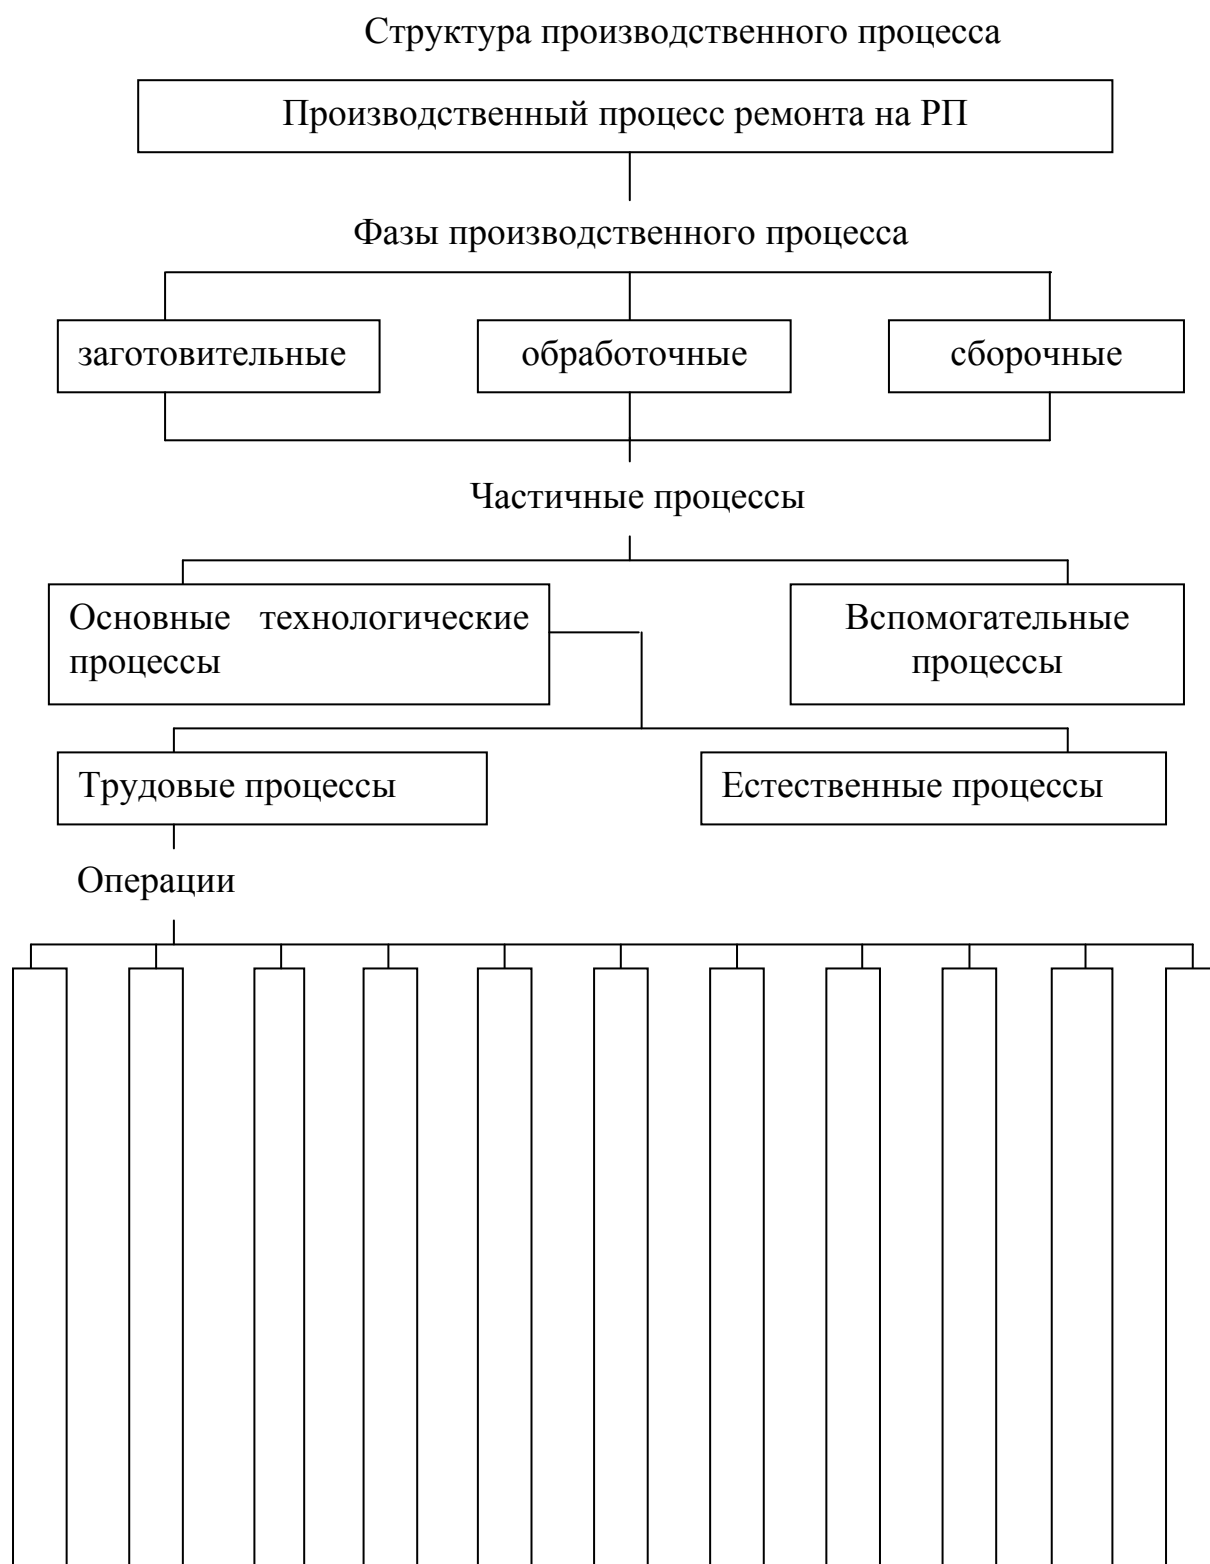 Структура производственного процесса
Производственный процесс ремонта на РП
Фазы производственного процесса
заготовительные
обработочные
сборочные
Частичные процессы
Основные технологические
процессы
Вспомогательные
процессы
Трудовые процессы
Естественные процессы
Операции